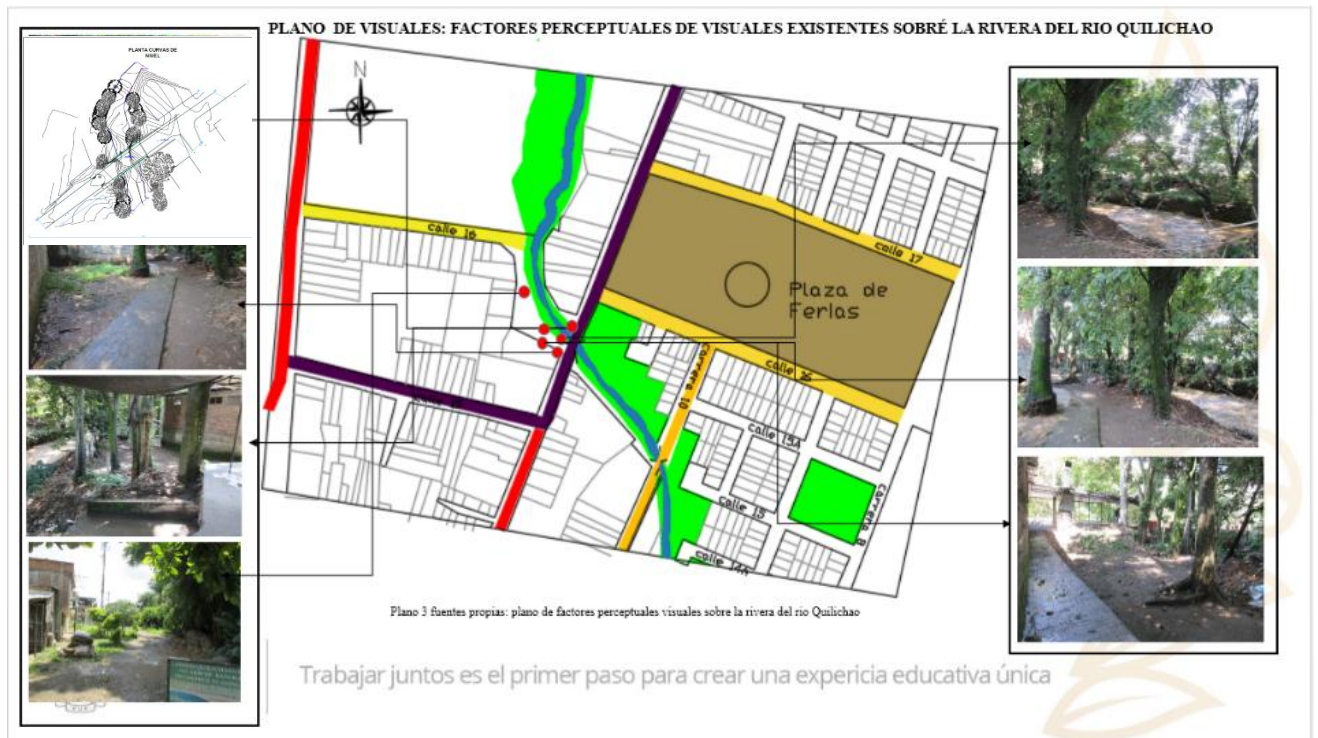 PLANO DE VISUALES: FACTORES PERCEPTUALES DE VISUALES EXISTENTES SOBRÉ LA RIVERA DEL RIO QUILICHAO
PLANTA CURVAS DE
NIVEL
N
calle 16
calle 17
Plaza de
Ferias
calle 26
carrera 10
calle 15A
calle 15
carrera 8
calle 14A
Plano 3 fuentes propias: plano de factores perceptuales visuales sobre la rivera del rio Quilichao
Trabajar juntos es el primer paso para crear una expericia educativa única